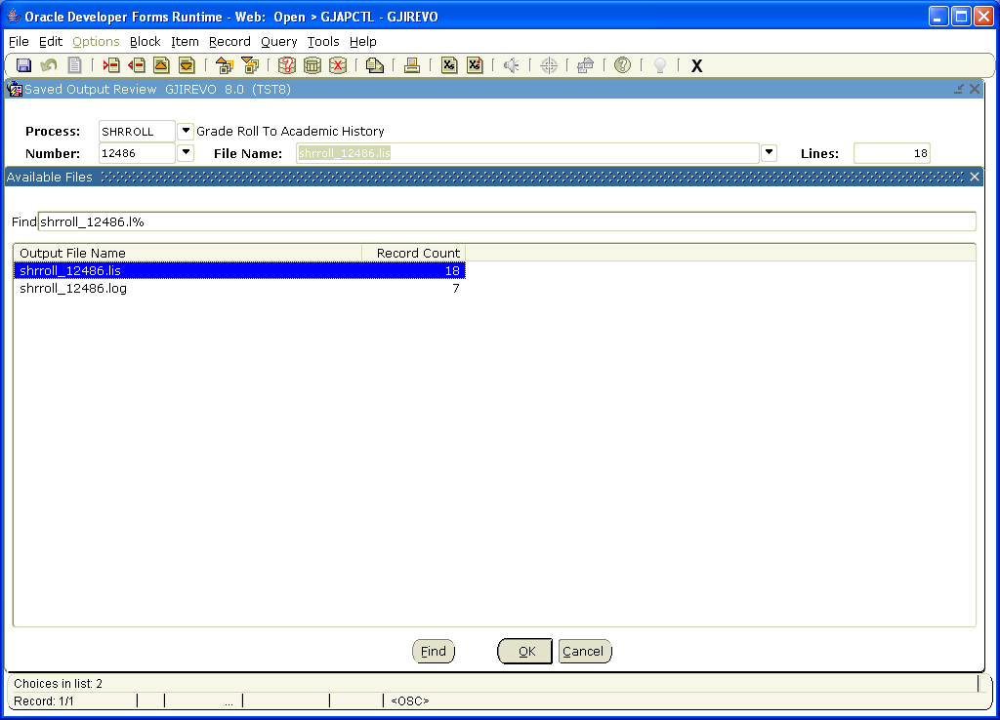 Oracle Developer Forms Runtime - Web: Open > GJAPCTL - GJIREVO
File Edit Options Block Item Record Query Tools Help
X
Saved Output Review GJIREVO 8.0 (TST8)
Process: SHRROLL Grade Roll To Academic History
Number: 12486 File Name: shrroll_12486.lis Lines: 18
Available Files
Find shrroll_12486.l%
Output File Name Record Count
shrroll_12486.lis 18
shrroll_12486.log 7
Find OK Cancel
Choices in list: 2
Record: 1/1 ... <OSC>